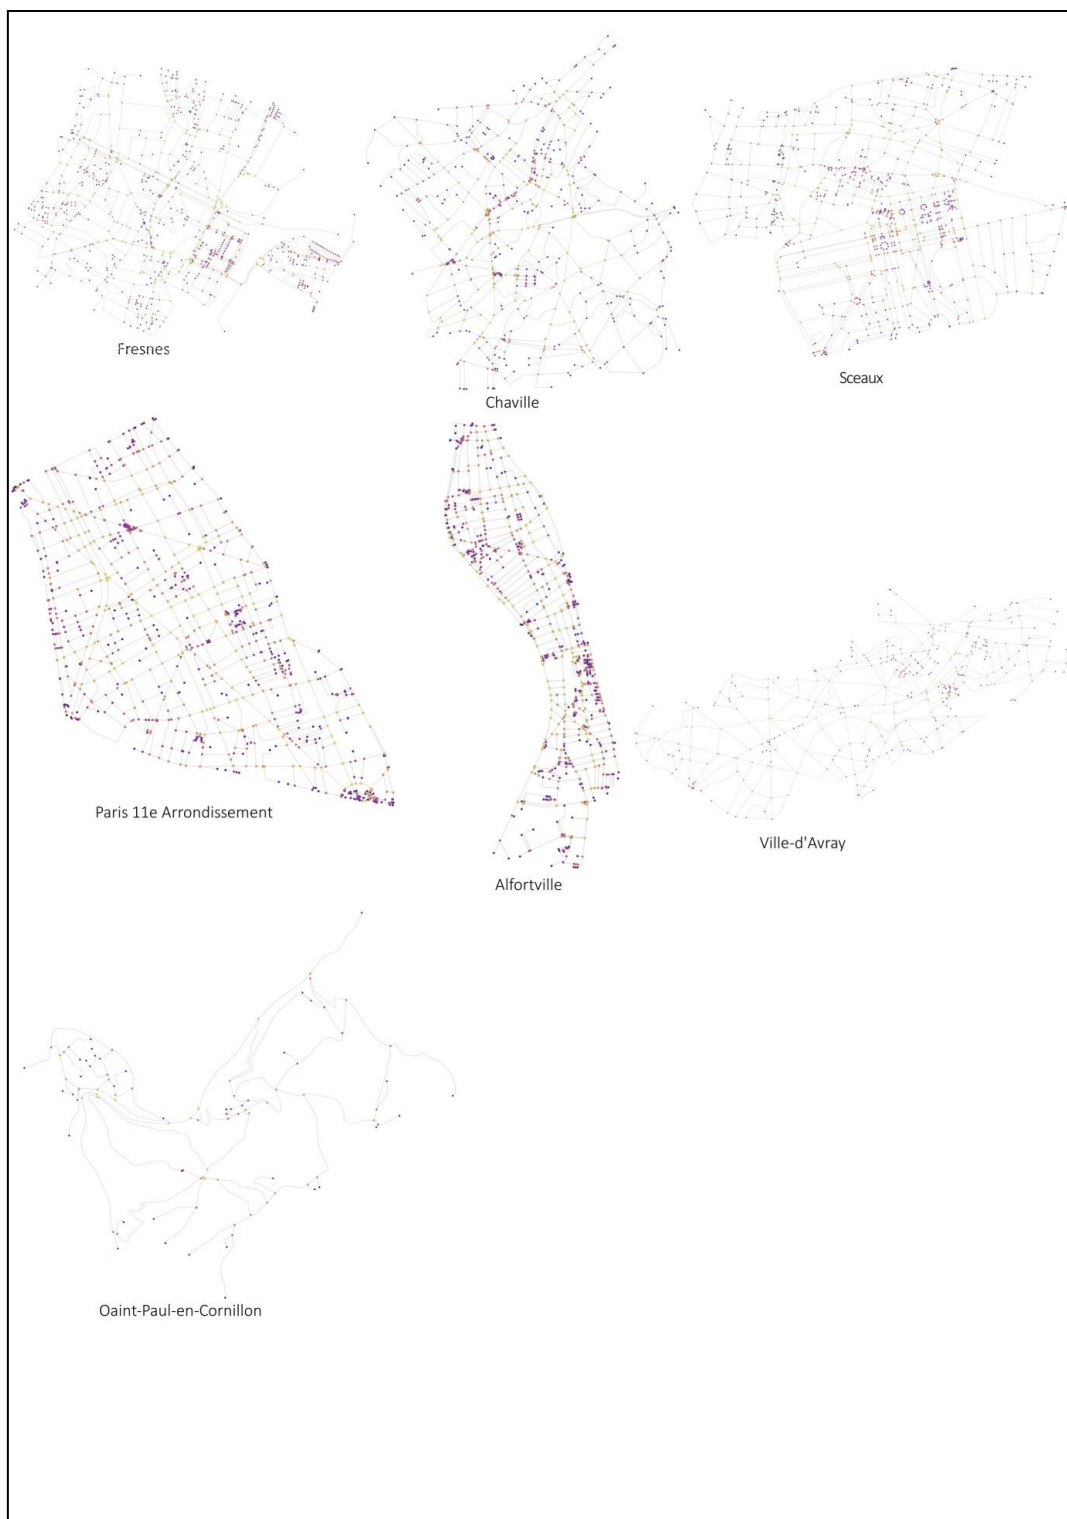 Fresnes
Chaville
Sceaux
Paris 11e Arrondissement
Alfortville
Ville-d'Avray
Oaint-Paul-en-Cornillon